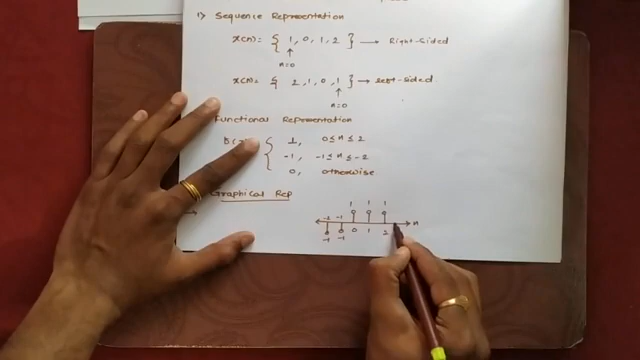 1) Sequence Representation
x(n)= { 1, 0, 1, 2 } → Right-Sided
↑
n=0
x(n)= { 2, 1, 0, 1 } → Left-Sided
↑
n=0
Functional Representation
1, 0 ≤ n ≤ 2
-1, -1 ≤ n ≤ -2
0, otherwise
Graphical Rep
1 1 1
-2 -1 0 1 2 n
-1 -1